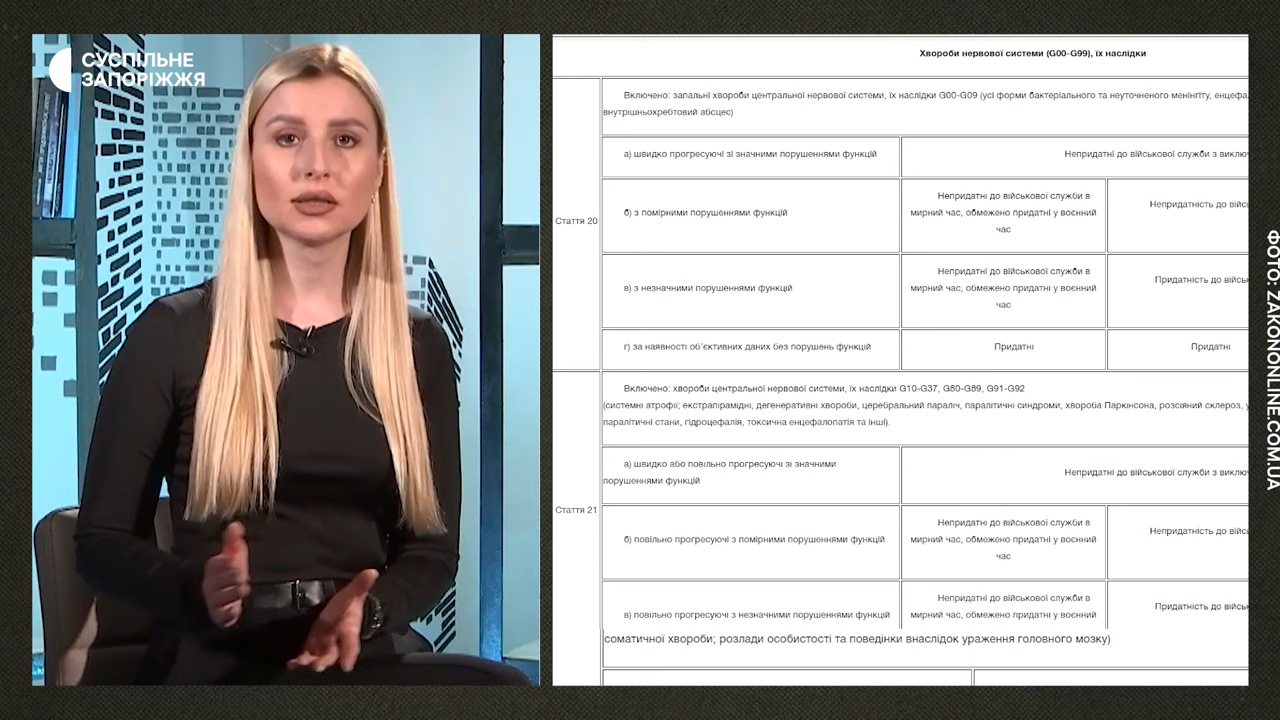 СУСПІЛЬНЕ
ЗАПОРІЖЖЯ
Хвороби нервової системи (G00-G99), їх наслідки
Стаття 20
Включено: запальні хвороби центральної нервової системи, їх наслідки G00-G09 (усі форми бактеріального та неуточненого менінгіту, енцефа
внутрішньохребтовий абсцес)
а) швидко прогресуючі зі значними порушеннями функцій
Непридатні до військової служби з виклю
б) з помірними порушеннями функцій
Непридатні до військової служби в
мирний час, обмежено придатні у воєнний
час
Непридатність до війсь
в) з незначними порушеннями функцій
Непридатні до військової служби в
мирний час, обмежено придатні у воєнний
час
Придатність до військ
г) за наявності об'єктивних даних без порушень функцій
Придатні
Придатні
Стаття 21
Включено: хвороби центральної нервової системи, їх наслідки G10-G37, G80-G89, G91-G92
(системні атрофії; екстрапірамідні, дегенеративні хвороби, церебральний параліч, паралітичні синдроми, хвороба Паркінсона, розсіяний склероз, у
паралітичні стани, гідроцефалія, токсична енцефалопатія та інші).
а) швидко або повільно прогресуючі зі значними
порушеннями функцій
Непридатні до військової служби з виклю
б) повільно прогресуючі з помірними порушеннями функцій
Непридатні до військової служби в
мирний час, обмежено придатні у воєнний
час
Непридатність до війсь
в) повільно прогресуючі з незначними порушеннями функцій
Непридатні до військової служби в
мирний час, обмежено придатні у воєнний
Придатність до військ
соматичної хвороби; розлади особистості та поведінки внаслідок ураження головного мозку)
ФОТО: ZAKONONLINE.COM.UA